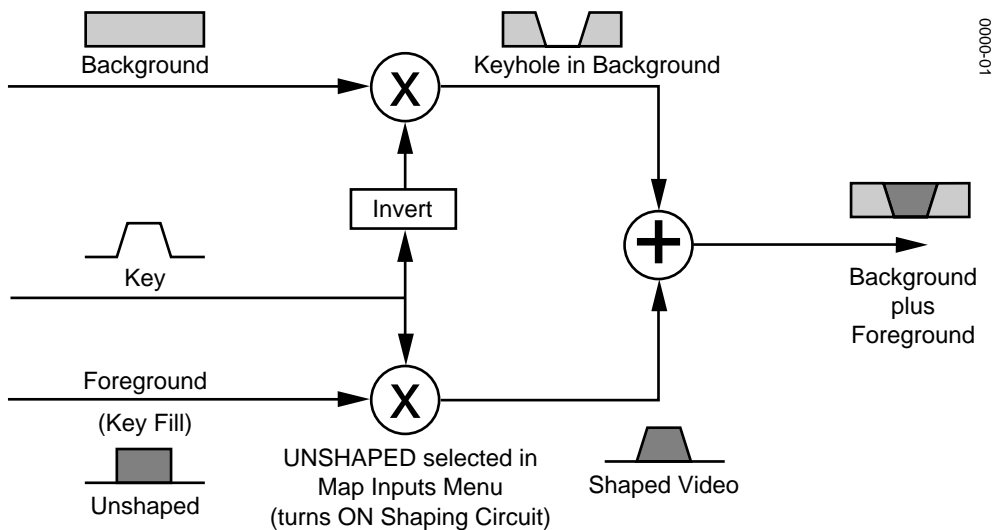 Background
X
Keyhole in Background
0000-01
Invert
Key
+
Background
plus
Foreground
Foreground
(Key Fill)
X
Unshaped
UNSHAPED selected in
Map Inputs Menu
(turns ON Shaping Circuit)
Shaped Video